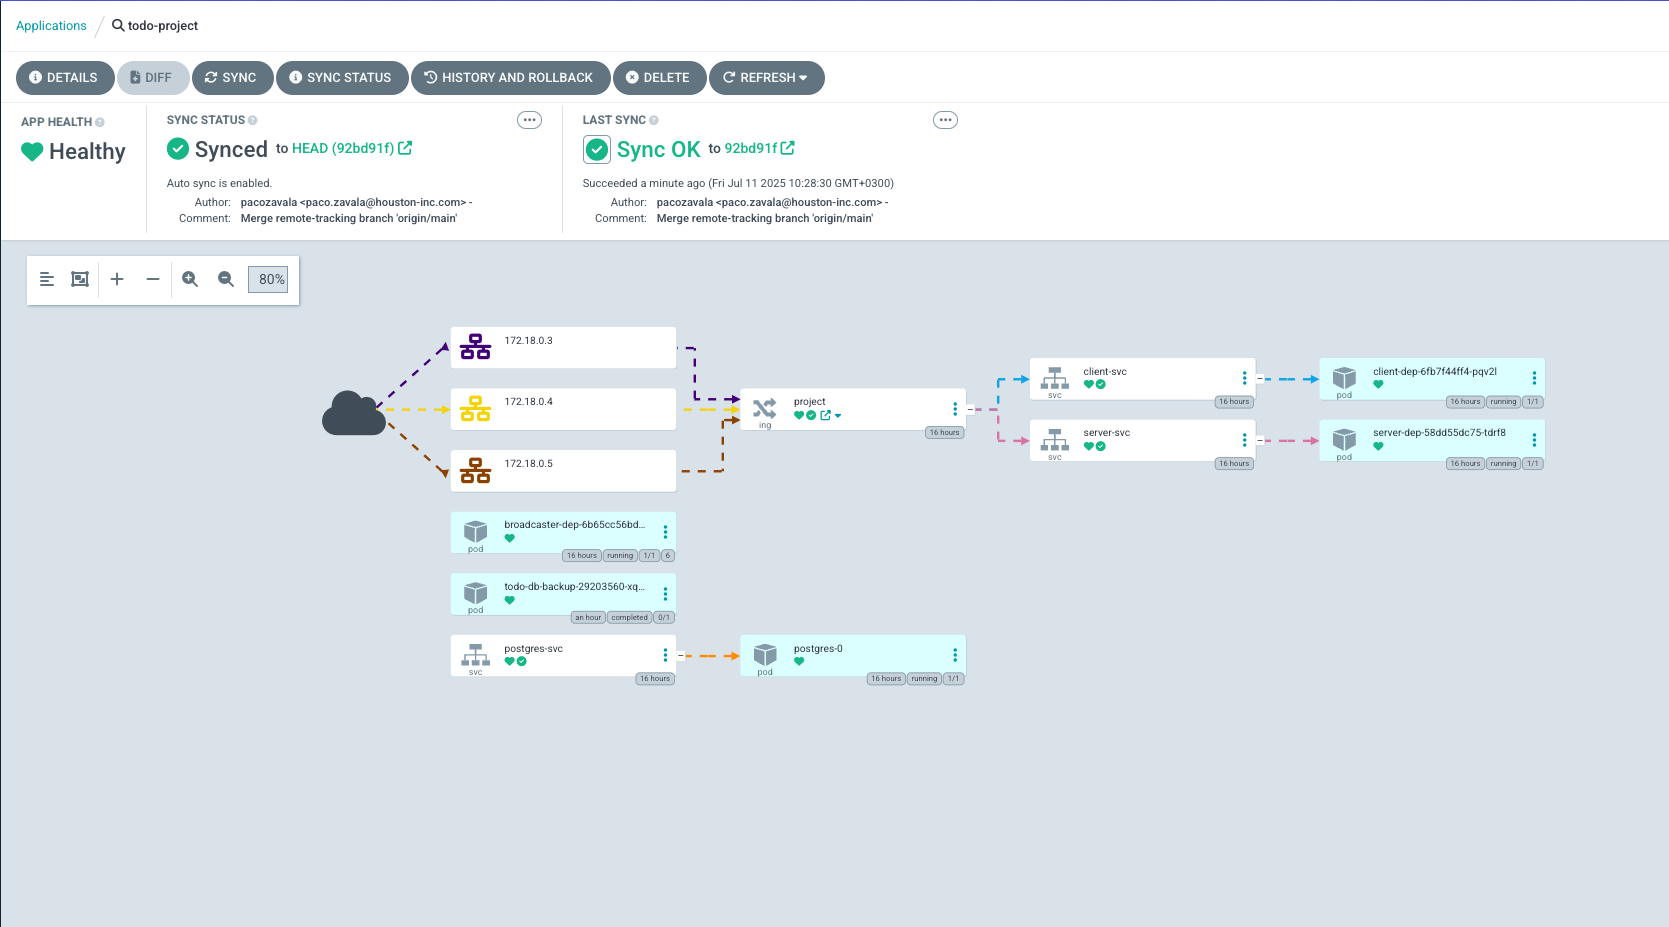 Applications todo-project
DETAILS DIFF SYNC SYNC STATUS HISTORY AND ROLLBACK DELETE REFRESH
APP HEALTH
Healthy
SYNC STATUS
Synced to HEAD (92bd91f)
Auto sync is enabled.
Author: pacozavala <paco.zavala@houston-inc.com> -
Comment: Merge remote-tracking branch 'origin/main'
LAST SYNC
Sync OK to 92bd91f
Succeeded a minute ago (Fri Jul 11 2025 10:28:30 GMT+0300)
Author: pacozavala <paco.zavala@houston-inc.com> -
Comment: Merge remote-tracking branch 'origin/main'
80%
172.18.0.3
172.18.0.4
172.18.0.5
project
ing
16 hours
client-svc
svc
16 hours
client-dep-6fb7f44ff4-pqv2l
pod
16 hours running 1/1
server-svc
svc
16 hours
server-dep-58dd55dc75-tdrf8
pod
16 hours running 1/1
broadcaster-dep-6b65cc56bd...
pod
16 hours running 1/1 6
todo-db-backup-29203560-xq...
pod
an hour completed 0/1
postgres-svc
svc
16 hours
postgres-0
pod
16 hours running 1/1